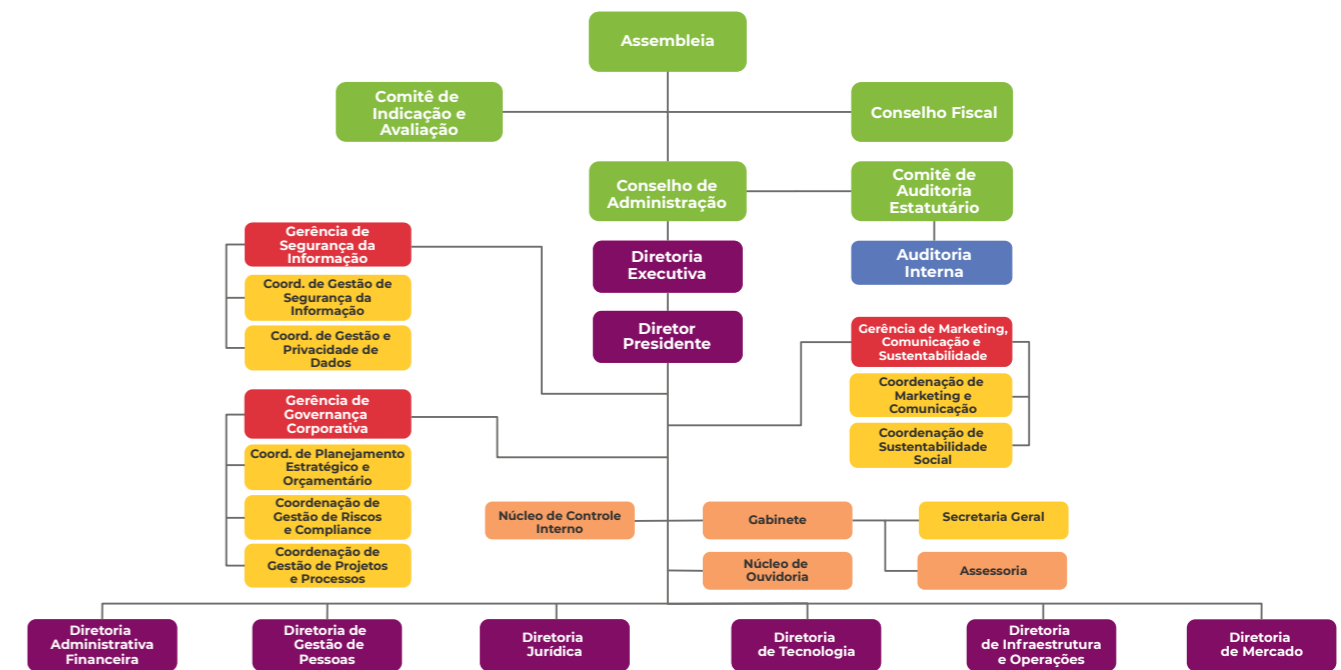 Assembleia
Comitê de
Indicação e
Avaliação
Conselho Fiscal
Conselho de
Administração
Comitê de
Auditoria
Estatutário
Gerência de
Segurança da
Informação
Diretoria
Executiva
Auditoria
Interna
Coord. de Gestão de
Segurança da
Informação
Coord. de Gestão e
Privacidade de
Dados
Diretor
Presidente
Gerência de Marketing,
Comunicação e
Sustentabilidade
Coordenação de
Marketing e
Comunicação
Coordenação de
Sustentabilidade
Social
Gerência de
Governança
Corporativa
Coord. de Planejamento
Estratégico e
Orçamentário
Coordenação de
Gestão de Riscos
e Compliance
Coordenação de
Gestão de Projetos
e Processos
Núcleo de Controle
Interno
Gabinete
Secretaria Geral
Núcleo de
Ouvidoria
Assessoria
Diretoria
Administrativa
Financeira
Diretoria de
Gestão de
Pessoas
Diretoria
Jurídica
Diretoria
de Tecnologia
Diretoria
de Infraestrutura
e Operações
Diretoria
de Mercado